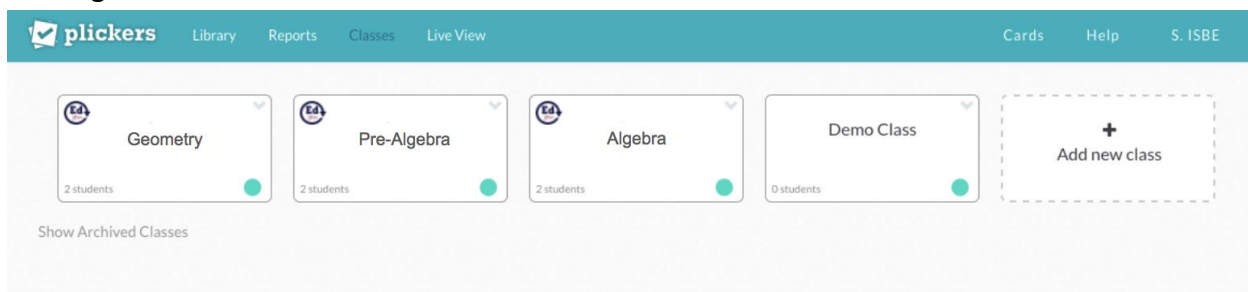 plickers Library Reports Classes Live View Cards Help S. ISBE
Geometry
2 students
Pre-Algebra
2 students
Algebra
2 students
Demo Class
0 students
+
Add new class
Show Archived Classes